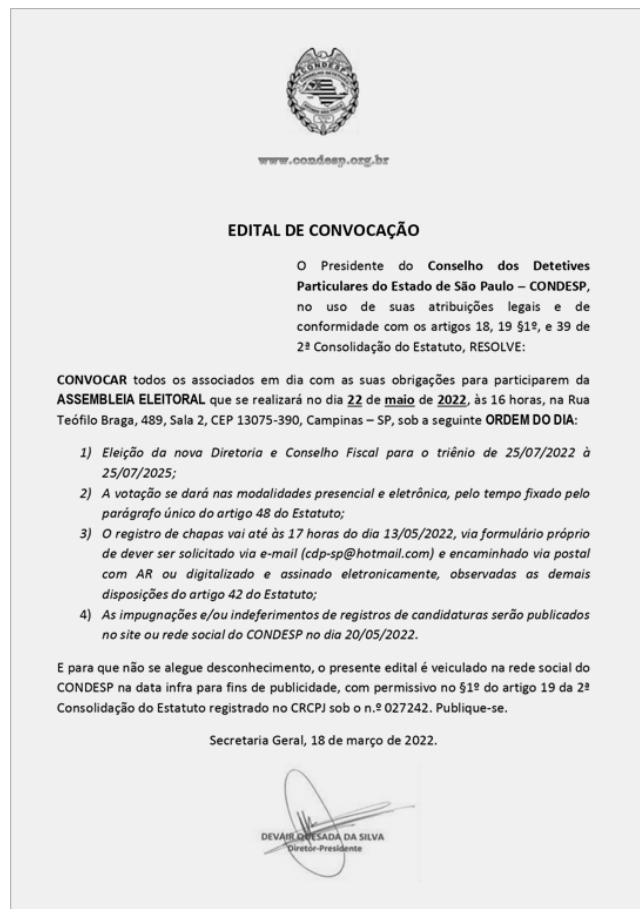 CONDESP
www.condesp.org.br
EDITAL DE CONVOCAÇÃO
O Presidente do Conselho dos Detetives
Particulares do Estado de São Paulo – CONDESP,
no uso de suas atribuições legais e de
conformidade com os artigos 18, 19 §1º, e 39 de
2ª Consolidação do Estatuto, RESOLVE:
CONVOCAR todos os associados em dia com as suas obrigações para participarem da
ASSEMBLEIA ELEITORAL que se realizará no dia 22 de maio de 2022, às 16 horas, na Rua
Teófilo Braga, 489, Sala 2, CEP 13075-390, Campinas – SP, sob a seguinte ORDEM DO DIA:
1) Eleição da nova Diretoria e Conselho Fiscal para o triênio de 25/07/2022 à
25/07/2025;
2) A votação se dará nas modalidades presencial e eletrônica, pelo tempo fixado pelo
parágrafo único do artigo 48 do Estatuto;
3) O registro de chapas vai até às 17 horas do dia 13/05/2022, via formulário próprio
de dever ser solicitado via e-mail (cdp-sp@hotmail.com) e encaminhado via postal
com AR ou digitalizado e assinado eletronicamente, observadas as demais
disposições do artigo 42 do Estatuto;
4) As impugnações e/ou indeferimentos de registros de candidaturas serão publicados
no site ou rede social do CONDESP no dia 20/05/2022.
E para que não se alegue desconhecimento, o presente edital é veiculado na rede social do
CONDESP na data infra para fins de publicidade, com permissivo no §1º do artigo 19 da 2ª
Consolidação do Estatuto registrado no CRCPJ sob o n.º 027242. Publique-se.
Secretaria Geral, 18 de março de 2022.
DEVAIR QUESADA DA SILVA
Diretor-Presidente